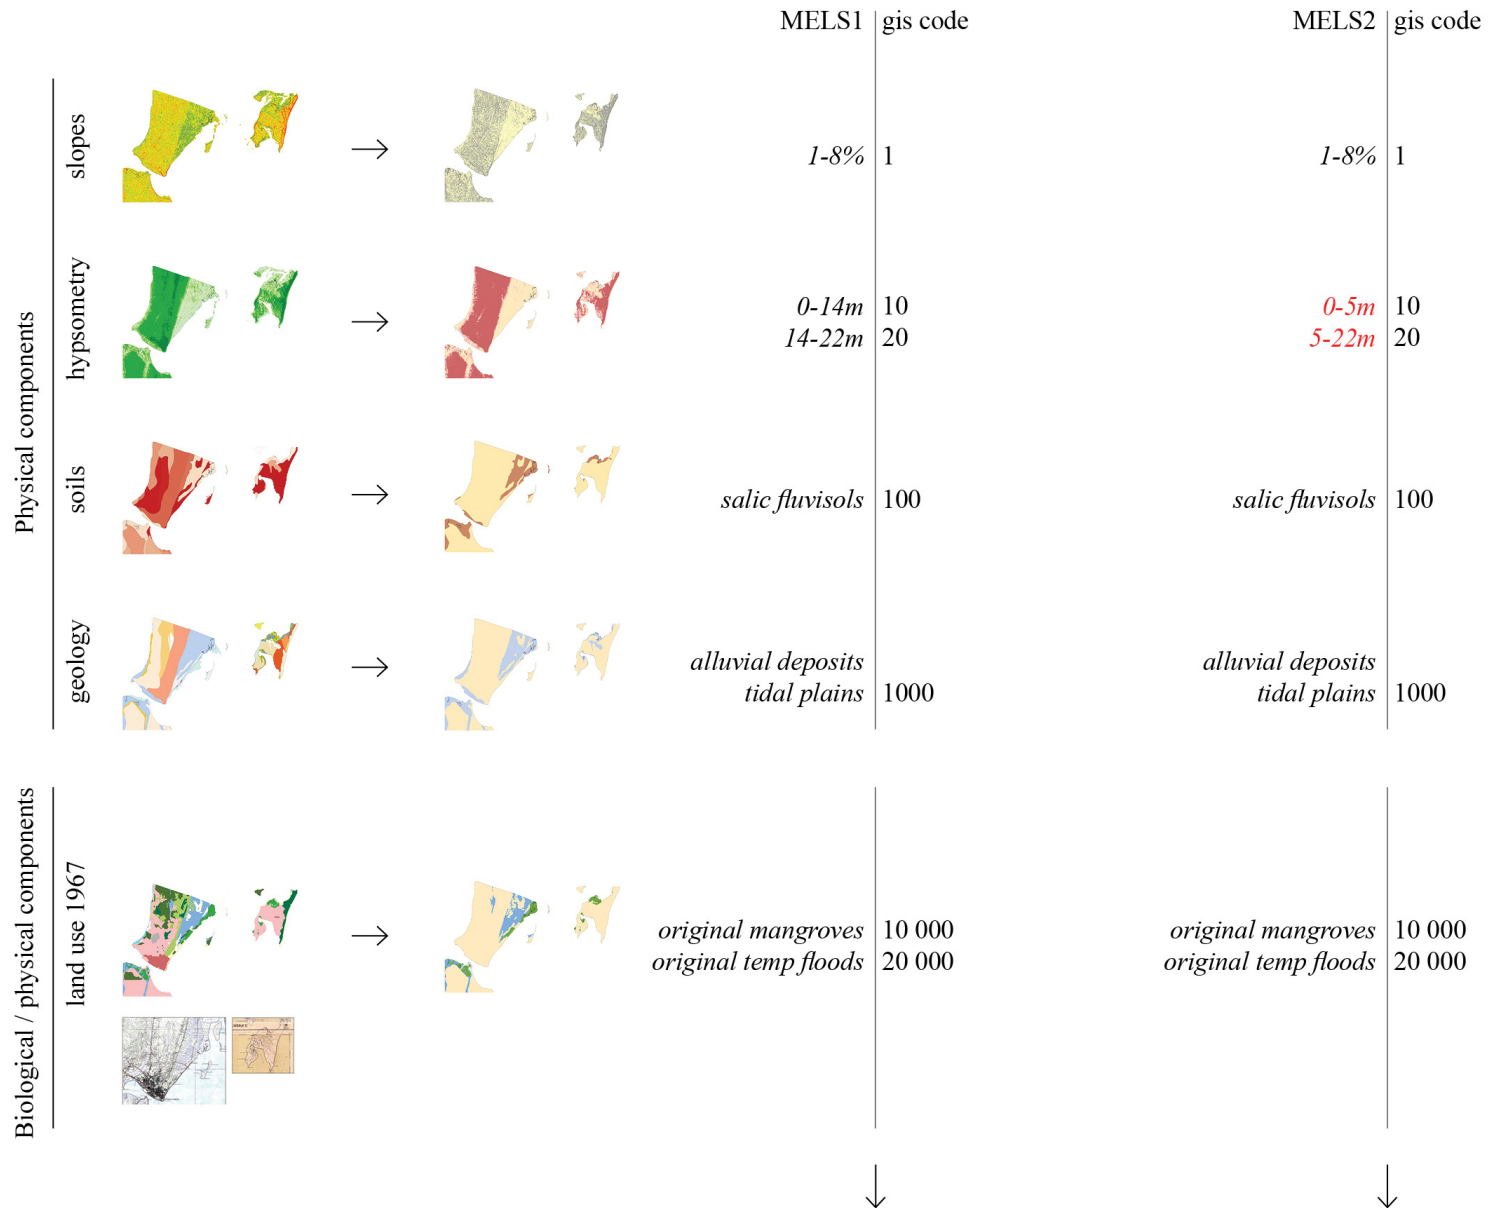 MELS1 gis code MELS2 gis code
Physical components
slopes
1-8% 1 1-8% 1
hypsometry
0-14m 10 0-5m 10
14-22m 20 5-22m 20
soils
salic fluvisols 100 salic fluvisols 100
geology
alluvial deposits alluvial deposits
tidal plains 1000 tidal plains 1000
Biological / physical components
land use 1967
original mangroves 10 000 original mangroves 10 000
original temp floods 20 000 original temp floods 20 000